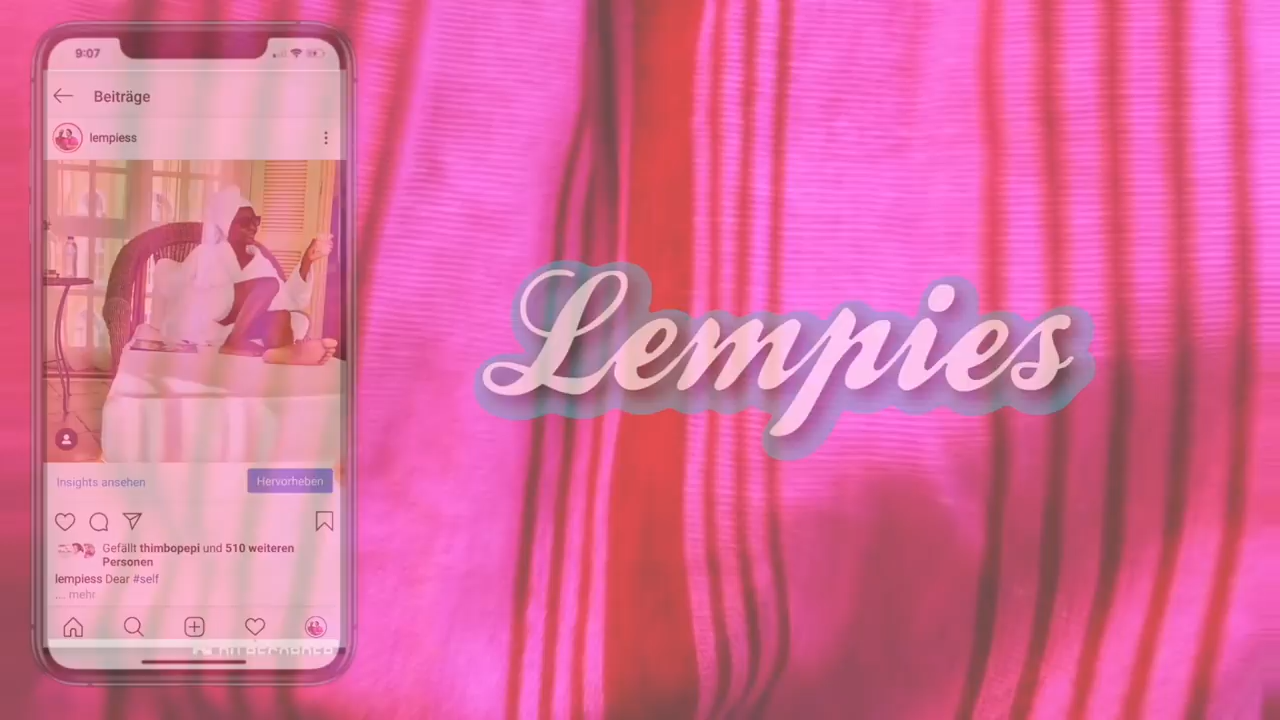 9:07
Beiträge
lempiess
Insights ansehen
Hervorheben
Gefällt thimbopepi und 510 weiteren
Personen
lempiess Dear #self
... mehr
Lempies